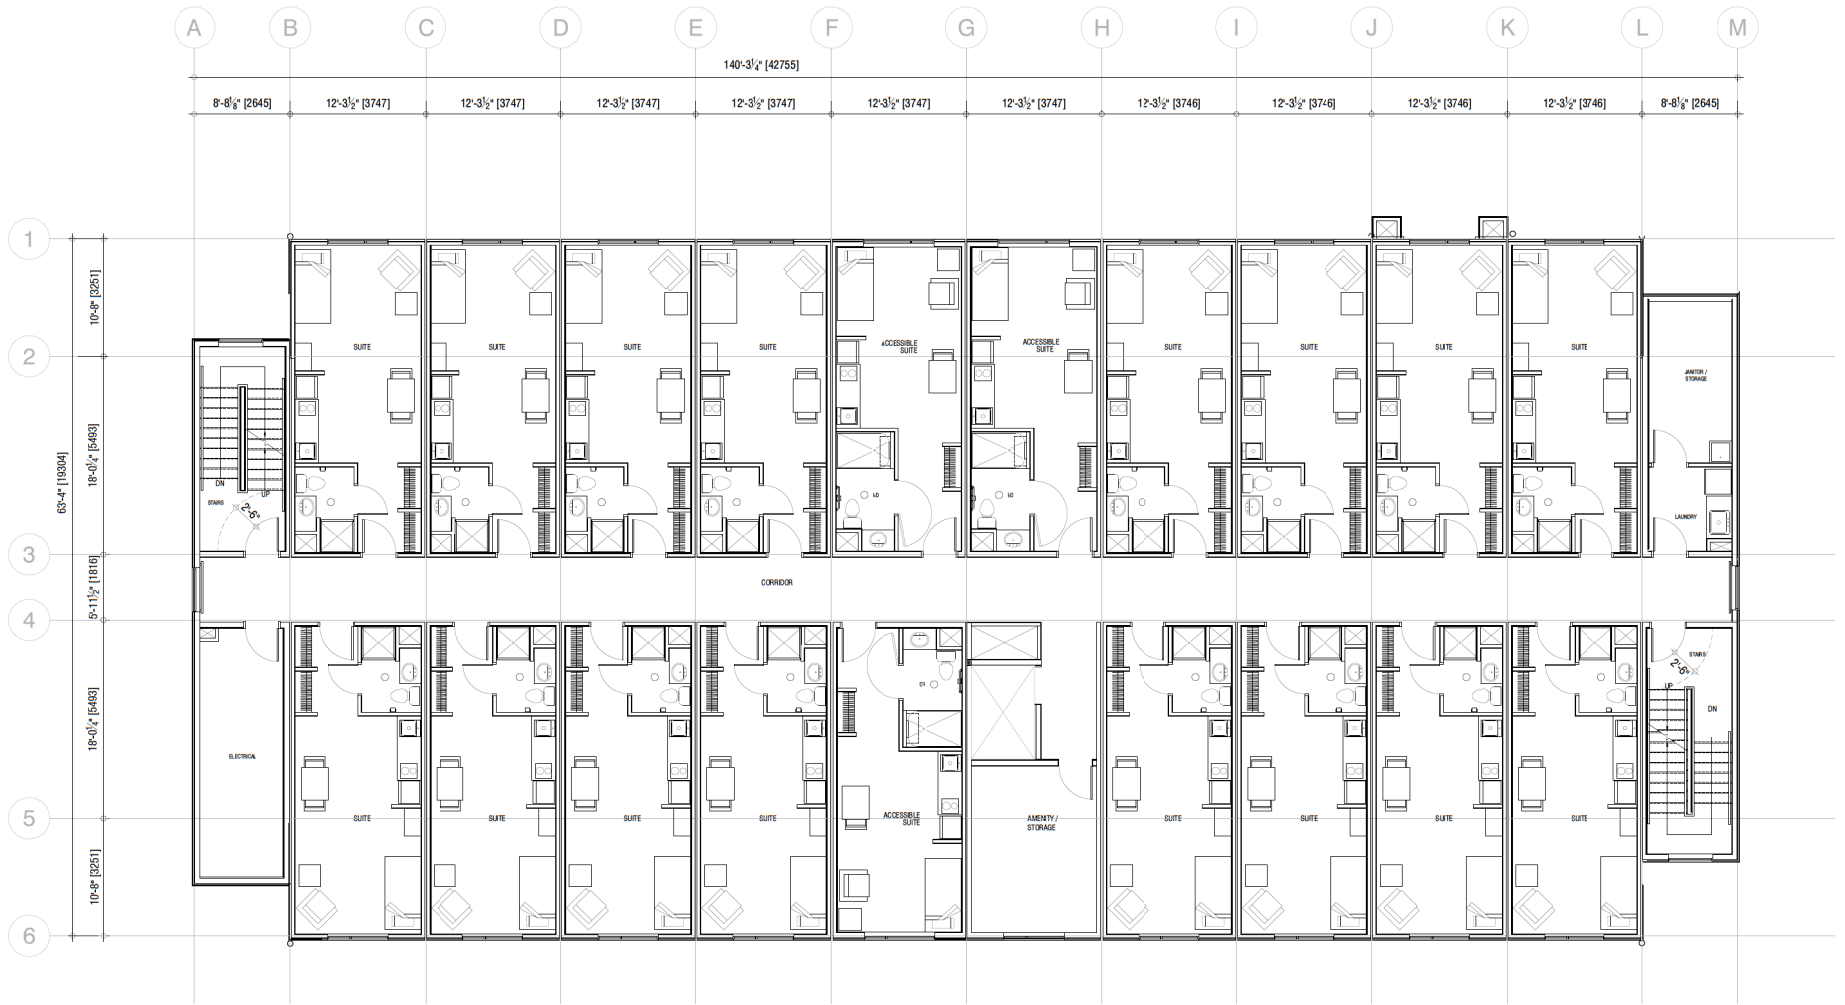 A B C D E F G H I J K L M
140'-3¼" [42755]
8'-8⅛" [2645] 12'-3½" [3747] 12'-3½" [3747] 12'-3½" [3747] 12'-3½" [3747] 12'-3½" [3747] 12'-3½" [3747] 12'-3½" [3746] 12'-3½" [3746] 12'-3½" [3746] 12'-3½" [3746] 8'-8⅛" [2645]
1
10'-8" [3251]
SUITE SUITE SUITE SUITE ACCESSIBLE ACCESSIBLE SUITE SUITE SUITE SUITE
SUITE SUITE
2
JANITOR /
STORAGE
18'-0¼" [5493]
63'-4" [19304]
DN
UP
STAIRS
2'-6"
LAUNDRY
3
5'-11½" [1816]
CORRIDOR
4
STAIRS
2'-6"
UP
DN
18'-0¼" [5493]
ELECTRICAL
5
SUITE SUITE SUITE SUITE ACCESSIBLE AMENITY / SUITE SUITE SUITE SUITE
SUITE STORAGE
10'-8" [3251]
6